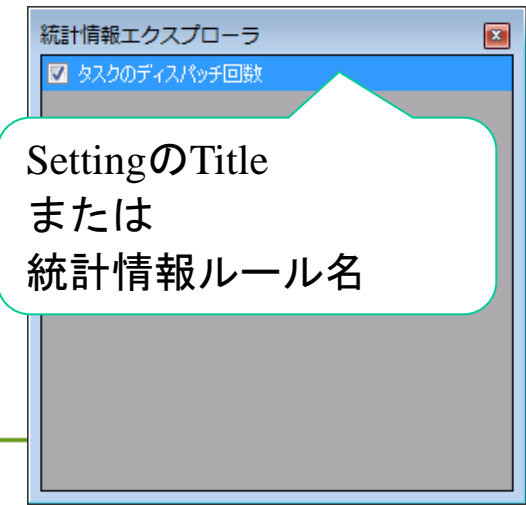 統計情報エクスプローラ
タスクのディスパッチ回数
SettingのTitle
または
統計情報ルール名